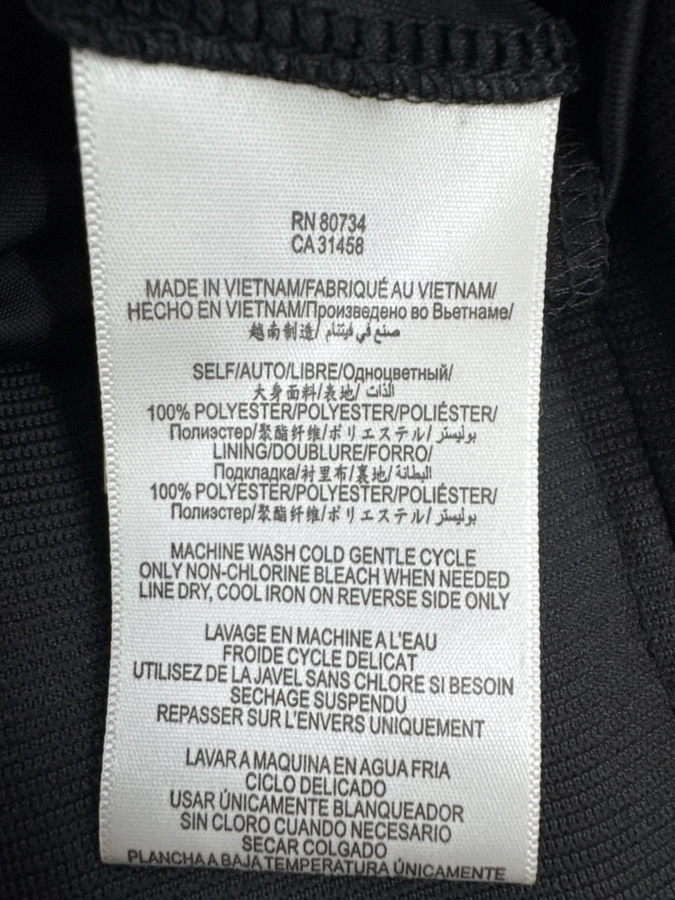 RN 80734
CA 31458
MADE IN VIETNAM/FABRIQUÉ AU VIETNAM/
HECHO EN VIETNAM/Произведено во Вьетнаме/
越南制造/ صنع في فيتنام/
SELF/AUTO/LIBRE/Одноцветный/
大身面料/表地/ الذات/
100% POLYESTER/POLYESTER/POLIÉSTER/
Полиэстер/聚酯纤维/ポリエステル/ بوليستر
LINING/DOUBLURE/FORRO/
Подкладка/衬里布/裏地/ البطانة/
100% POLYESTER/POLYESTER/POLIÉSTER/
Полиэстер/聚酯纤维/ポリエステル/ بوليستر
MACHINE WASH COLD GENTLE CYCLE
ONLY NON-CHLORINE BLEACH WHEN NEEDED
LINE DRY, COOL IRON ON REVERSE SIDE ONLY
LAVAGE EN MACHINE A L'EAU
FROIDE CYCLE DELICAT
UTILISEZ DE LA JAVEL SANS CHLORE SI BESOIN
SECHAGE SUSPENDU
REPASSER SUR L'ENVERS UNIQUEMENT
LAVAR A MAQUINA EN AGUA FRIA
CICLO DELICADO
USAR ÚNICAMENTE BLANQUEADOR
SIN CLORO CUANDO NECESARIO
SECAR COLGADO
PLANCHA A BAJA TEMPERATURA ÚNICAMENTE